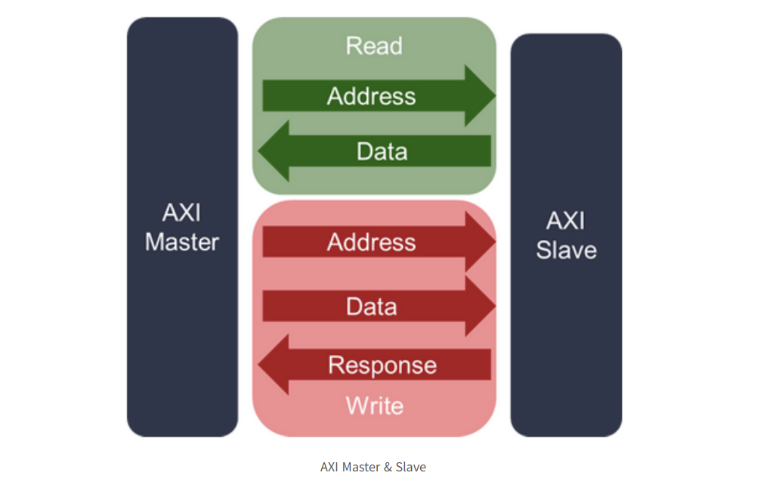 Read
Address
Data
AXI
Master
AXI
Slave
Address
Data
Response
Write
AXI Master & Slave